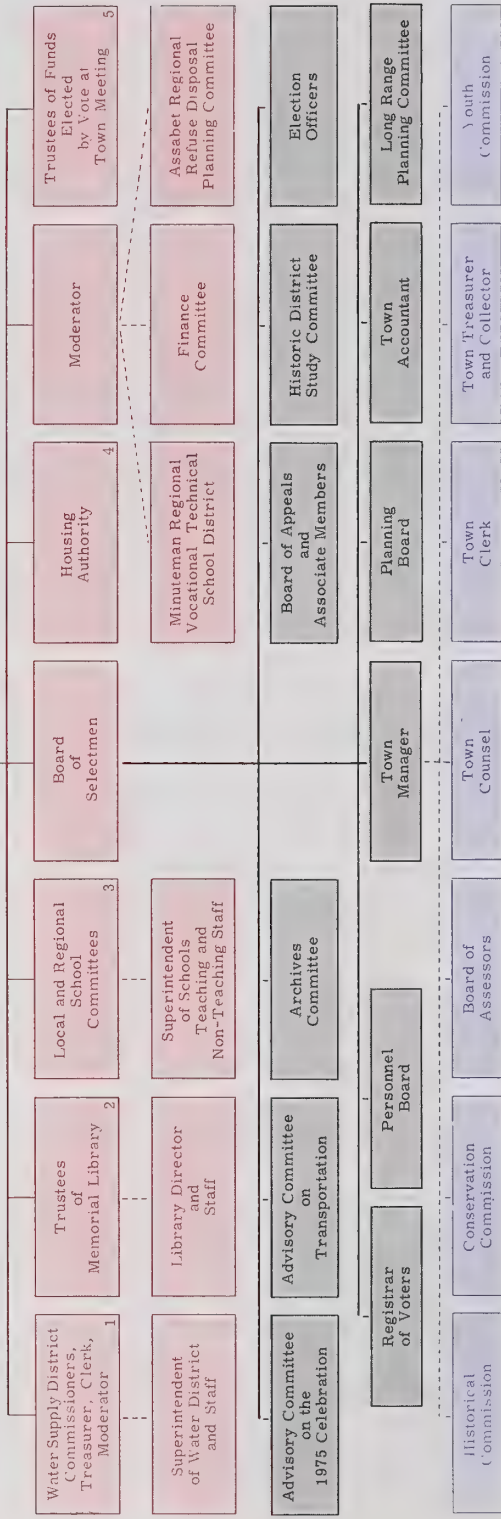 Water Supply District
Commissioners,
Treasurer, Clerk,
Moderator
1
Trustees
of
Memorial Library
2
Local and Regional
School
Committees
3
Board
of
Selectmen
Housing
Authority
4
Moderator
Trustees of Funds
Elected
by Vote at
Town Meeting
5
Superintendent
of Water District
and Staff
Library Director
and
Staff
Superintendent
of Schools
Teaching and
Non-Teaching Staff
Minuteman Regional
Vocational Technical
School District
Finance
Committee
Assabet Regional
Refuse Disposal
Planning Committee
Advisory Committee
on the
1975 Celebration
Advisory Committee
on
Transportation
Archives
Committee
Board of Appeals
and
Associate Members
Historic District
Study Committee
Election
Officers
Registrar
of Voters
Personnel
Board
Town
Manager
Planning
Board
Town
Accountant
Long Range
Planning Committee
Historical
Commission
Conservation
Commission
Board of
Assessors
Town
Counsel
Town
Clerk
Town Treasurer
and Collector
Youth
Commission